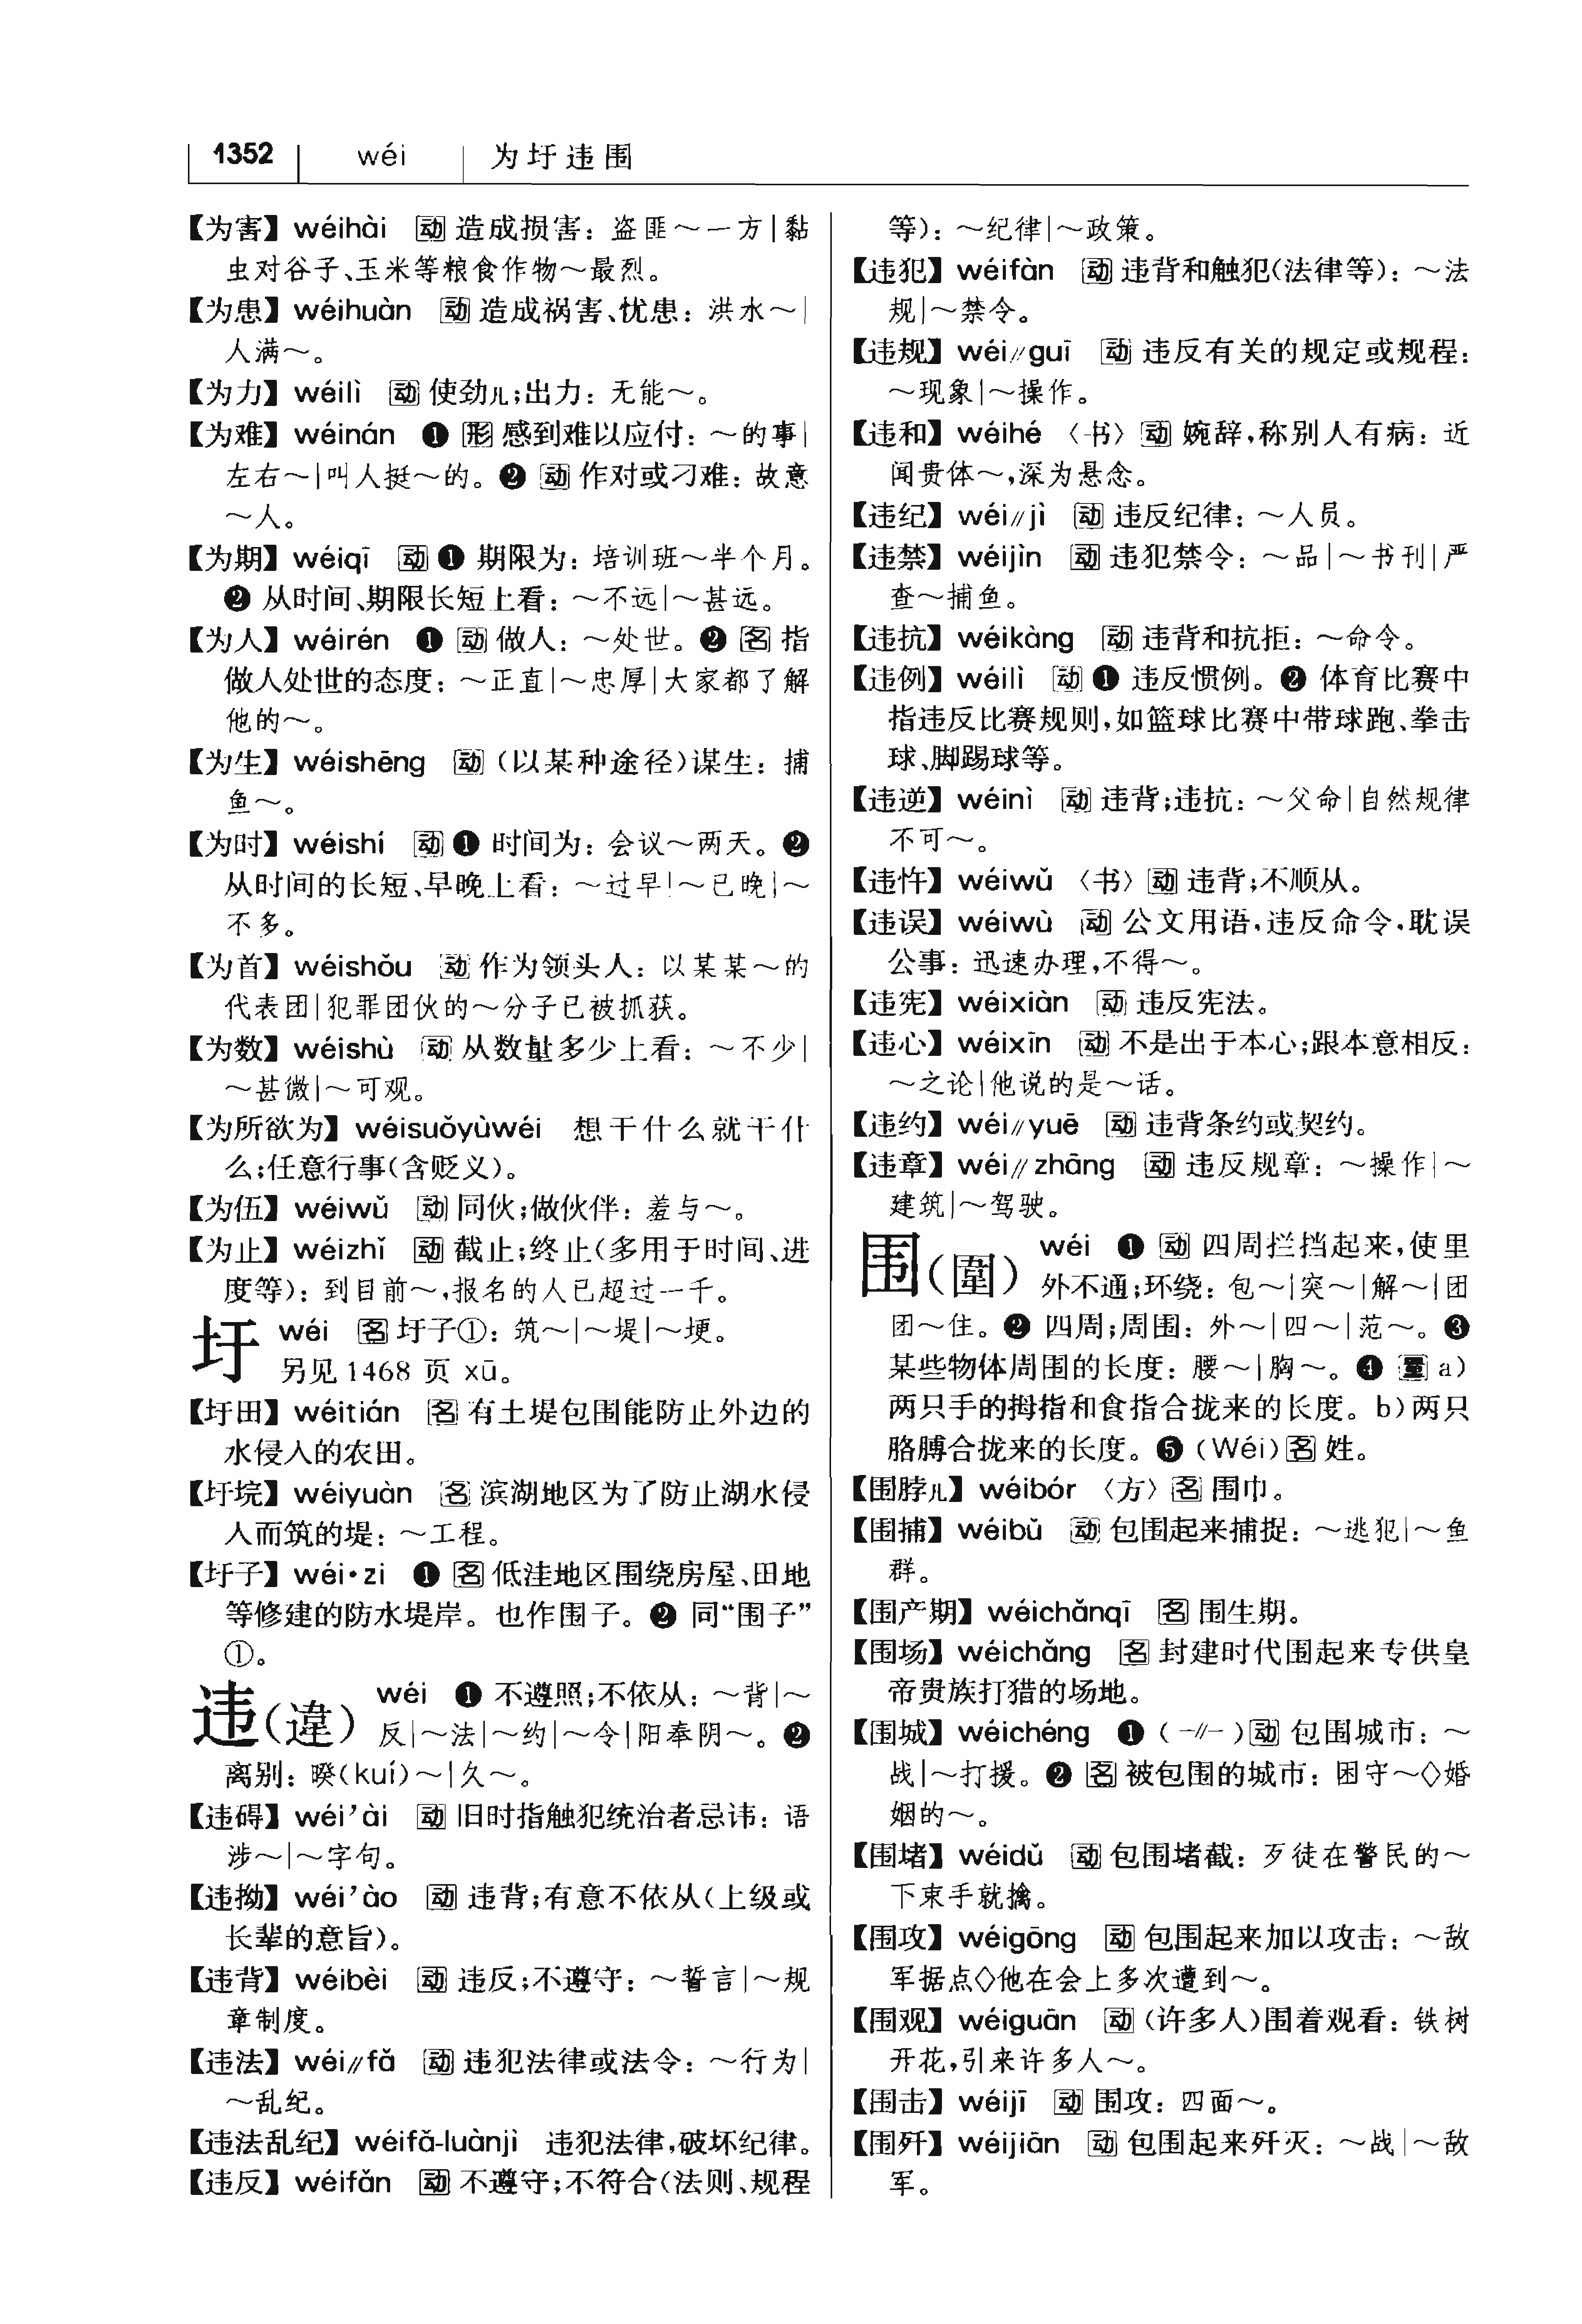 1352 wéi 为圩违围
【为害】 wéihài 动 造成损害：盗匪～一方|黏
虫对谷子、玉米等粮食作物～最烈。
【为患】 wéihuàn 动 造成祸害、忧患：洪水～|
人满～。
【为力】 wéilì 动 使劲儿；出力：无能～。
【为难】 wéinán ❶ 形 感到难以应付：～的事|
左右～|叫人挺～的。❷ 动 作对或刁难：故意
～人。
【为期】 wéiqī 动 ❶ 期限为：培训班～半个月。
❷ 从时间、期限长短上看：～不远|～甚远。
【为人】 wéirén ❶ 动 做人：～处世。❷ 名 指
做人处世的态度：～正直|～忠厚|大家都了解
他的～。
【为生】 wéishēng 动 （以某种途径）谋生：捕
鱼～。
【为时】 wéishí 动 ❶ 时间为：会议～两天。❷
从时间的长短、早晚上看：～过早|～已晚|～
不多。
【为首】 wéishǒu 动 作为领头人：以某某～的
代表团|犯罪团伙的～分子已被抓获。
【为数】 wéishù 动 从数量多少上看：～不少|
～甚微|～可观。
【为所欲为】 wéisuǒyùwéi 想干什么就干什
么；任意行事（含贬义）。
【为伍】 wéiwǔ 动 同伙；做伙伴：羞与～。
【为止】 wéizhǐ 动 截止；终止（多用于时间、进
度等）：到目前～，报名的人已超过一千。
圩 wéi 名 圩子①：筑～|～堤|～埂。
另见 1468 页 xū。
【圩田】 wéitián 名 有土堤包围能防止外边的
水侵入的农田。
【圩垸】 wéiyuàn 名 滨湖地区为了防止湖水侵
入而筑的堤：～工程。
【圩子】 wéi·zi ❶ 名 低洼地区围绕房屋、田地
等修建的防水堤岸。也作围子。❷ 同“围子”
①。
违（違） wéi ❶ 不遵照；不依从：～背|～
反|～法|～约|～令|阳奉阴～。❷
离别：暌（kuí）～|久～。
【违碍】 wéi’ài 动 旧时指触犯统治者忌讳：语
涉～|～字句。
【违拗】 wéi’ào 动 违背；有意不依从（上级或
长辈的意旨）。
【违背】 wéibèi 动 违反；不遵守：～誓言|～规
章制度。
【违法】 wéi∥fǎ 动 违犯法律或法令：～行为|
～乱纪。
【违法乱纪】 wéifǎ-luànjì 违犯法律，破坏纪律。
【违反】 wéifǎn 动 不遵守；不符合（法则、规程
等）：～纪律|～政策。
【违犯】 wéifàn 动 违背和触犯（法律等）：～法
规|～禁令。
【违规】 wéi∥guī 动 违反有关的规定或规程：
～现象|～操作。
【违和】 wéihé 〈书〉 动 婉辞，称别人有病：近
闻贵体～，深为悬念。
【违纪】 wéi∥jì 动 违反纪律：～人员。
【违禁】 wéijìn 动 违犯禁令：～品|～书刊|严
查～捕鱼。
【违抗】 wéikàng 动 违背和抗拒：～命令。
【违例】 wéilì 动 ❶ 违反惯例。❷ 体育比赛中
指违反比赛规则，如篮球比赛中带球跑、拳击
球、脚踢球等。
【违逆】 wéinì 动 违背；违抗：～父命|自然规律
不可～。
【违忤】 wéiwǔ 〈书〉 动 违背；不顺从。
【违误】 wéiwù 动 公文用语，违反命令，耽误
公事：迅速办理，不得～。
【违宪】 wéixiàn 动 违反宪法。
【违心】 wéixīn 动 不是出于本心；跟本意相反：
～之论|他说的是～话。
【违约】 wéi∥yuē 动 违背条约或契约。
【违章】 wéi∥zhāng 动 违反规章：～操作|～
建筑|～驾驶。
围（圍） wéi ❶ 动 四周拦挡起来，使里
外不通；环绕：包～|突～|解～|团
团～住。❷ 四周；周围：外～|四～|范～。❸
某些物体周围的长度：腰～|胸～。❹ 量 a）
两只手的拇指和食指合拢来的长度。b）两只
胳膊合拢来的长度。❺（Wéi）名 姓。
【围脖儿】 wéibór 〈方〉 名 围巾。
【围捕】 wéibǔ 动 包围起来捕捉：～逃犯|～鱼
群。
【围产期】 wéichǎnqī 名 围生期。
【围场】 wéichǎng 名 封建时代围起来专供皇
帝贵族打猎的场地。
【围城】 wéichéng ❶（-∥-）动 包围城市：～
战|～打援。❷ 名 被包围的城市：困守～◇婚
姻的～。
【围堵】 wéidǔ 动 包围堵截：歹徒在警民的～
下束手就擒。
【围攻】 wéigōng 动 包围起来加以攻击：～敌
军据点◇他在会上多次遭到～。
【围观】 wéiguān 动 （许多人）围着观看：铁树
开花，引来许多人～。
【围击】 wéijī 动 围攻：四面～。
【围歼】 wéijiān 动 包围起来歼灭：～战|～敌
军。